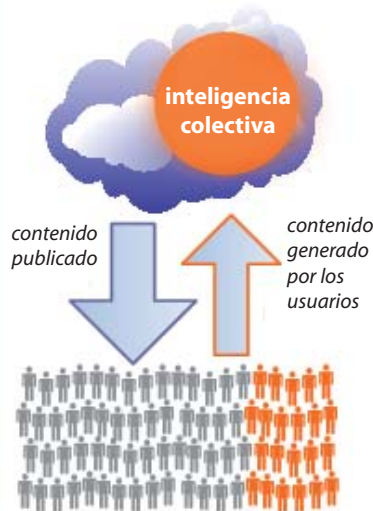 inteligencia
colectiva
contenido
publicado
contenido
generado
por los
usuarios